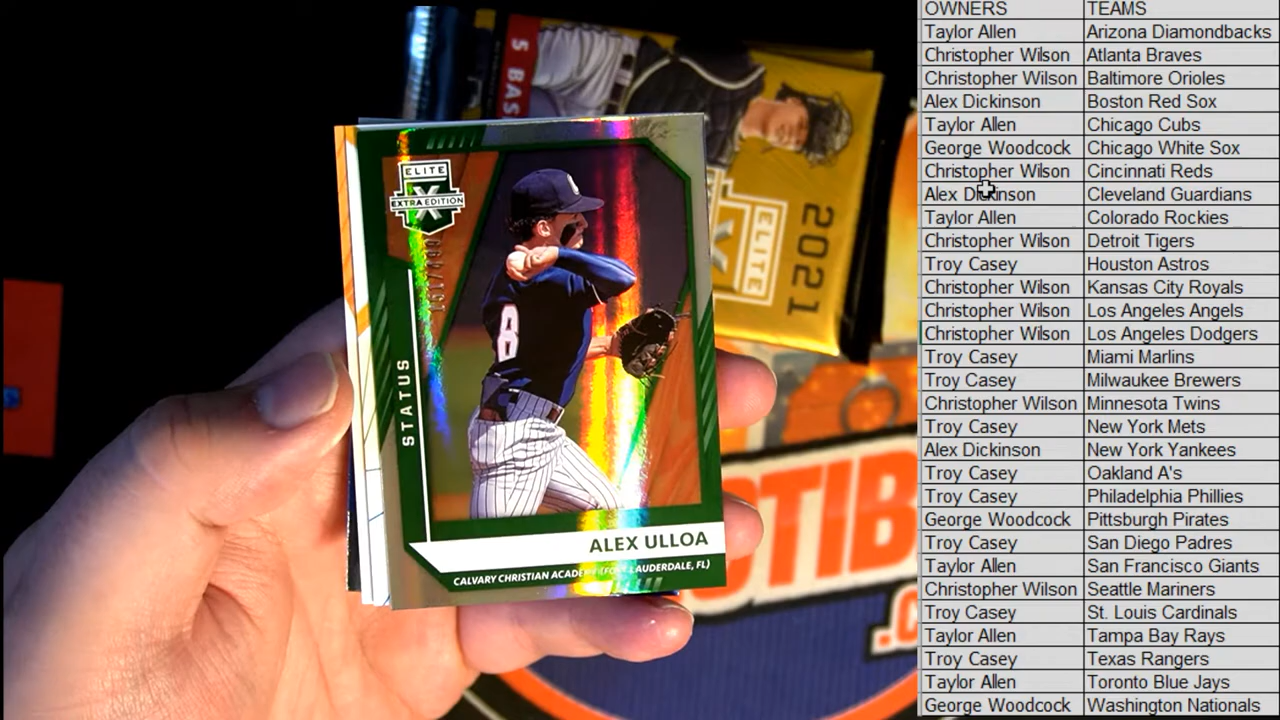 OWNERS TEAMS
Taylor Allen Arizona Diamondbacks
Christopher Wilson Atlanta Braves
Christopher Wilson Baltimore Orioles
Alex Dickinson Boston Red Sox
Taylor Allen Chicago Cubs
George Woodcock Chicago White Sox
Christopher Wilson Cincinnati Reds
Alex Dickinson Cleveland Guardians
Taylor Allen Colorado Rockies
Christopher Wilson Detroit Tigers
Troy Casey Houston Astros
Christopher Wilson Kansas City Royals
Christopher Wilson Los Angeles Angels
Christopher Wilson Los Angeles Dodgers
Troy Casey Miami Marlins
Troy Casey Milwaukee Brewers
Christopher Wilson Minnesota Twins
Troy Casey New York Mets
Alex Dickinson New York Yankees
Troy Casey Oakland A's
Troy Casey Philadelphia Phillies
George Woodcock Pittsburgh Pirates
Troy Casey San Diego Padres
Taylor Allen San Francisco Giants
Christopher Wilson Seattle Mariners
Troy Casey St. Louis Cardinals
Taylor Allen Tampa Bay Rays
Troy Casey Texas Rangers
Taylor Allen Toronto Blue Jays
George Woodcock Washington Nationals
5 BAS
ELITE
X
2021
ELITE
X
EXTRA EDITION
8
STATUS
ALEX ULLOA
CALVARY CHRISTIAN LAUDERDALE, FL)
OTIB
.C